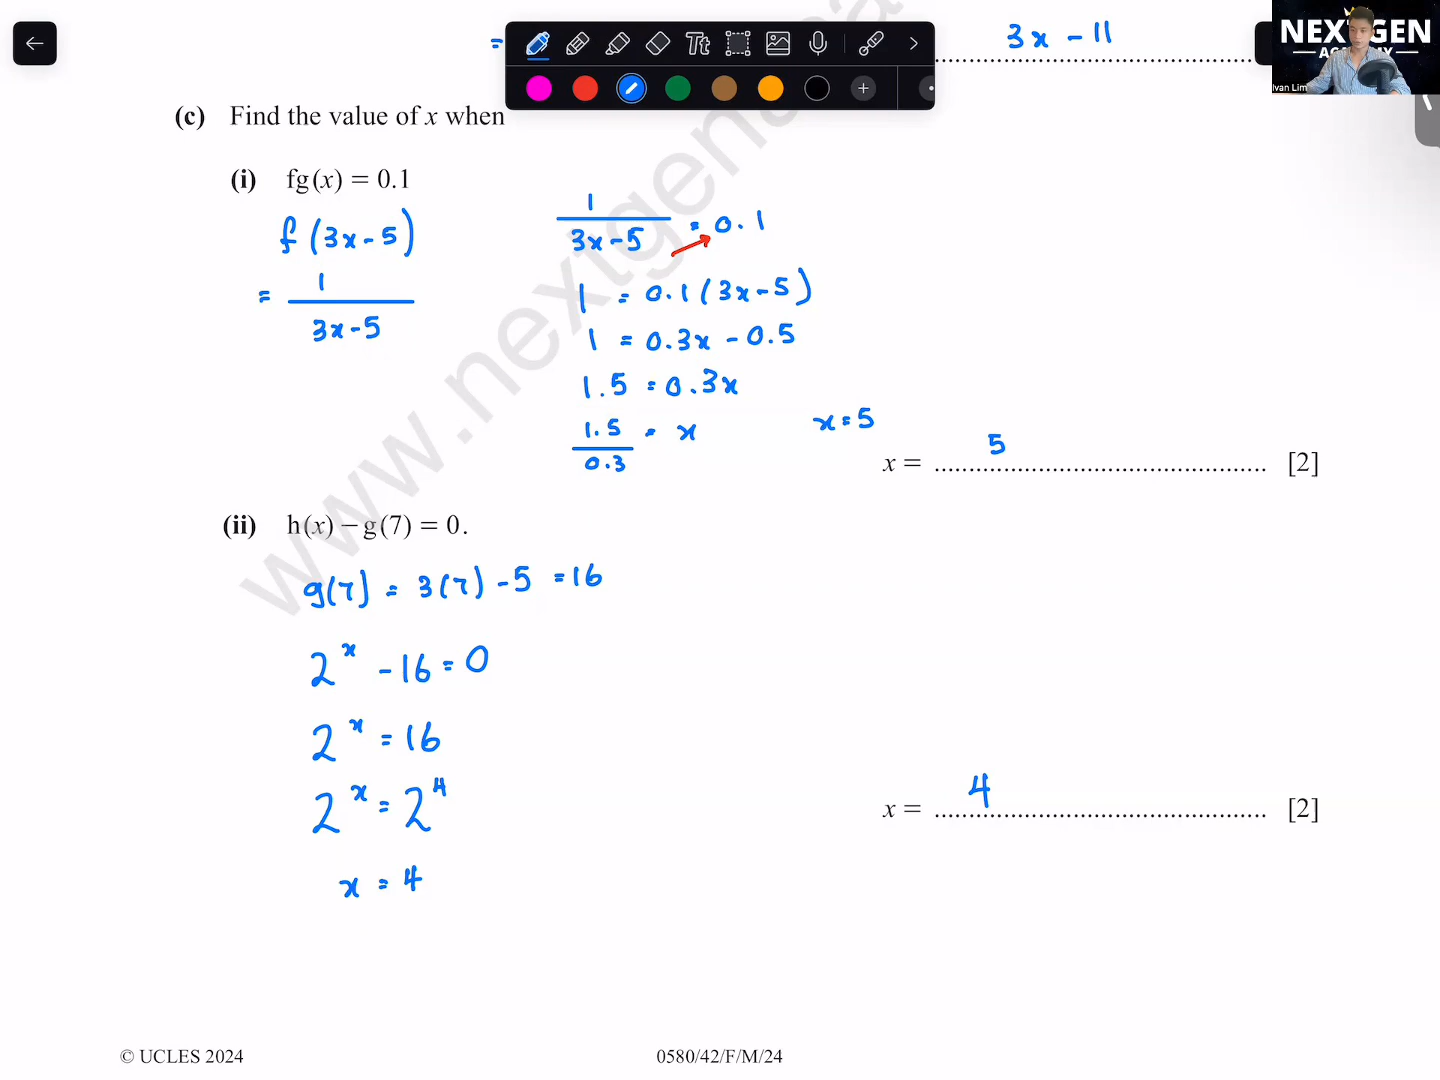 = 
3x - 11
NEXTGEN
ACADEMY
Ivan Lim
Tt
(c) Find the value of x when
(i) fg(x) = 0.1
f(3x-5)
= 1/(3x-5)
1/(3x-5) = 0.1
1 = 0.1(3x-5)
1 = 0.3x - 0.5
1.5 = 0.3x
1.5/0.3 = x
x = 5
x = 5 [2]
(ii) h(x) – g(7) = 0.
g(7) = 3(7) - 5 = 16
2^x - 16 = 0
2^x = 16
2^x = 2^4
x = 4
x = 4 [2]
© UCLES 2024
0580/42/F/M/24